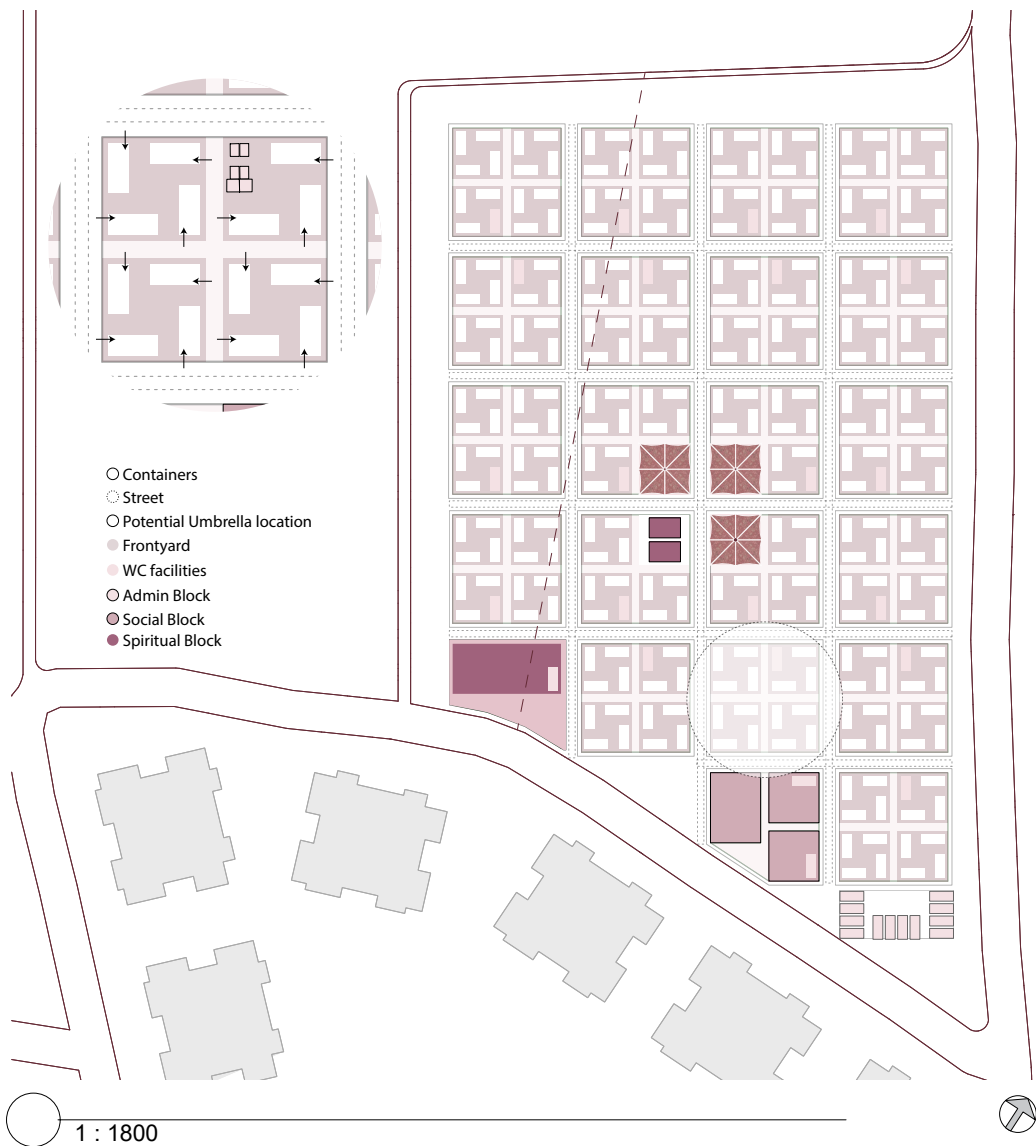 Containers
Street
Potential Umbrella location
Frontyard
WC facilities
Admin Block
Social Block
Spiritual Block
1 : 1800